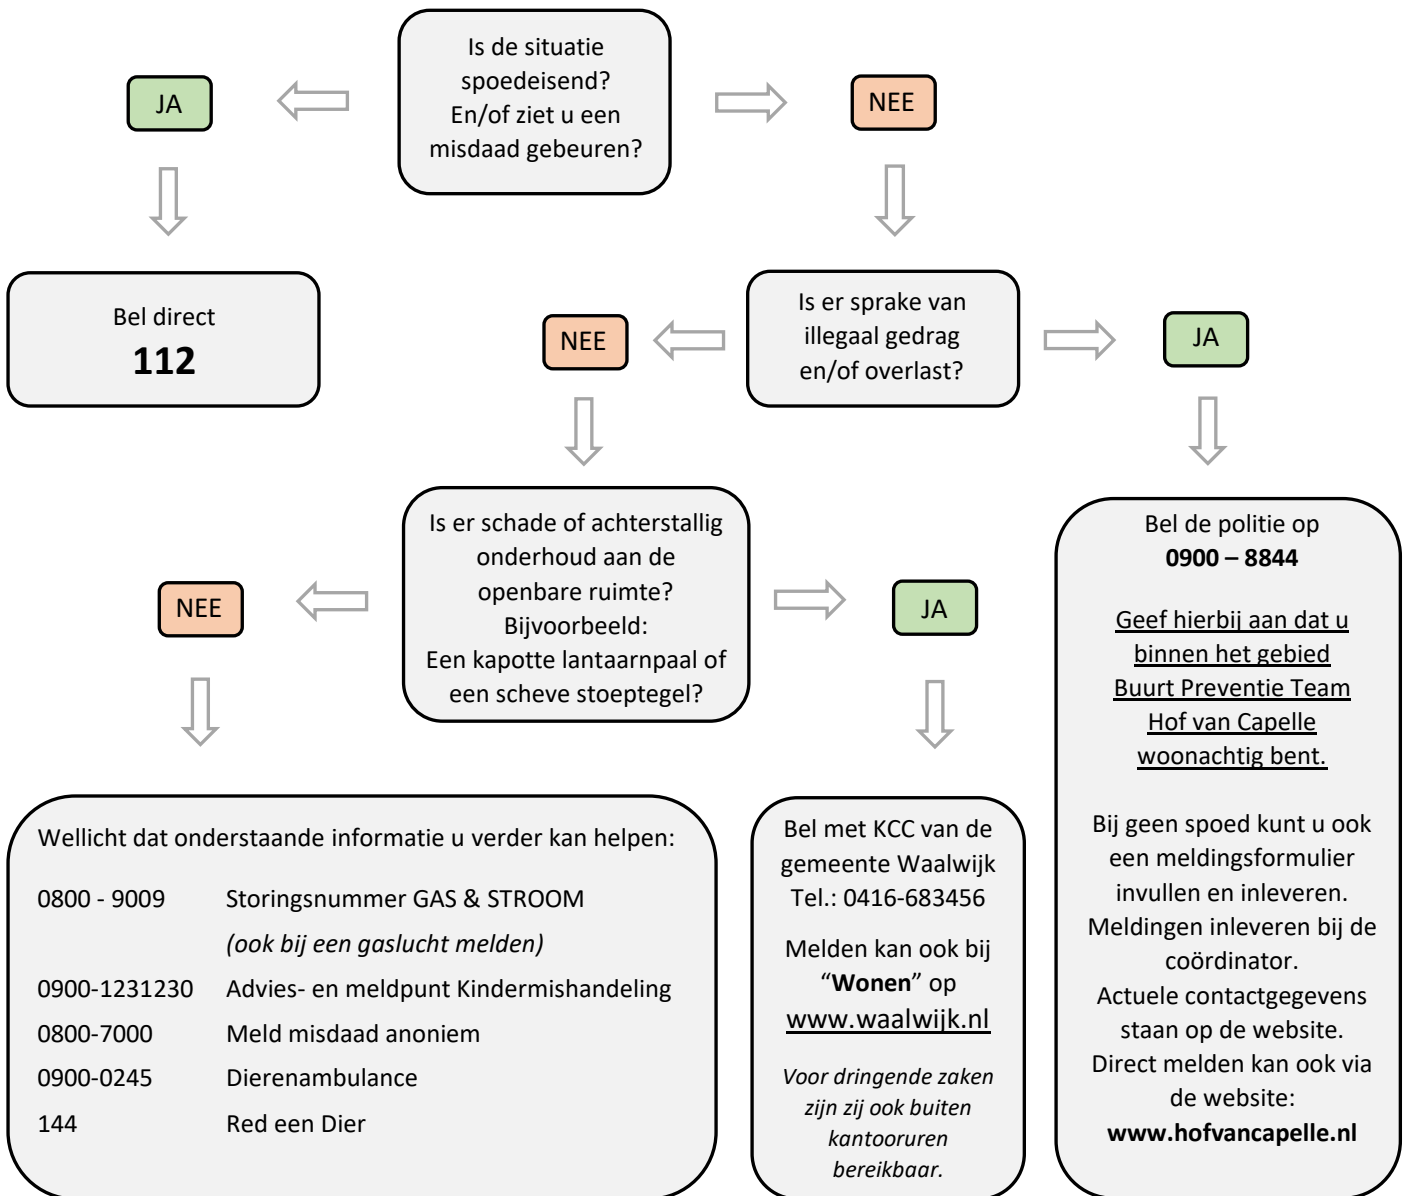 Is de situatie
spoedeisend?
En/of ziet u een
misdaad gebeuren?
JA
NEE
Bel direct
112
Is er sprake van
illegaal gedrag
en/of overlast?
NEE
JA
Is er schade of achterstallig
onderhoud aan de
openbare ruimte?
Bijvoorbeeld:
Een kapotte lantaarnpaal of
een scheve stoeptegel?
NEE
JA
Bel de politie op
0900 – 8844
Geef hierbij aan dat u
binnen het gebied
Buurt Preventie Team
Hof van Capelle
woonachtig bent.
Bij geen spoed kunt u ook
een meldingsformulier
invullen en inleveren.
Meldingen inleveren bij de
coördinator.
Actuele contactgegevens
staan op de website.
Direct melden kan ook via
de website:
www.hofvancapelle.nl
Wellicht dat onderstaande informatie u verder kan helpen:
0800 - 9009 Storingsnummer GAS & STROOM
(ook bij een gaslucht melden)
0900-1231230 Advies- en meldpunt Kindermishandeling
0800-7000 Meld misdaad anoniem
0900-0245 Dierenambulance
144 Red een Dier
Bel met KCC van de
gemeente Waalwijk
Tel.: 0416-683456
Melden kan ook bij
“Wonen” op
www.waalwijk.nl
Voor dringende zaken
zijn zij ook buiten
kantooruren
bereikbaar.